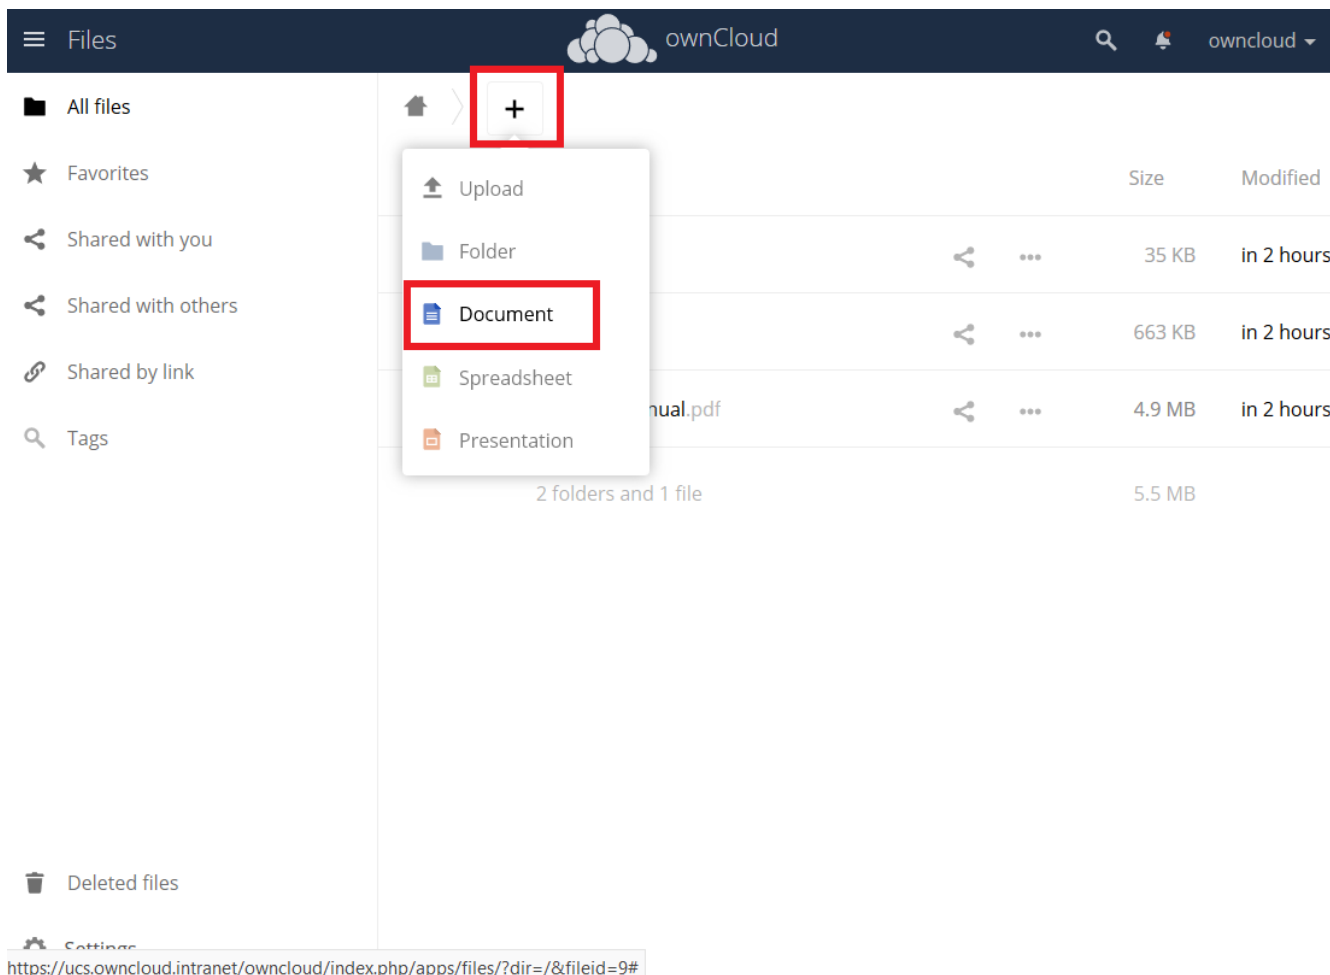 Files
ownCloud
owncloud
All files
+
Favorites
Shared with you
Shared with others
Shared by link
Tags
Upload
Folder
Document
Spreadsheet
Presentation
Size Modified
35 KB in 2 hours
663 KB in 2 hours
nual.pdf 4.9 MB in 2 hours
2 folders and 1 file 5.5 MB
Deleted files
Settings
https://ucs.owncloud.intranet/owncloud/index.php/apps/files/?dir=/&fileid=9#